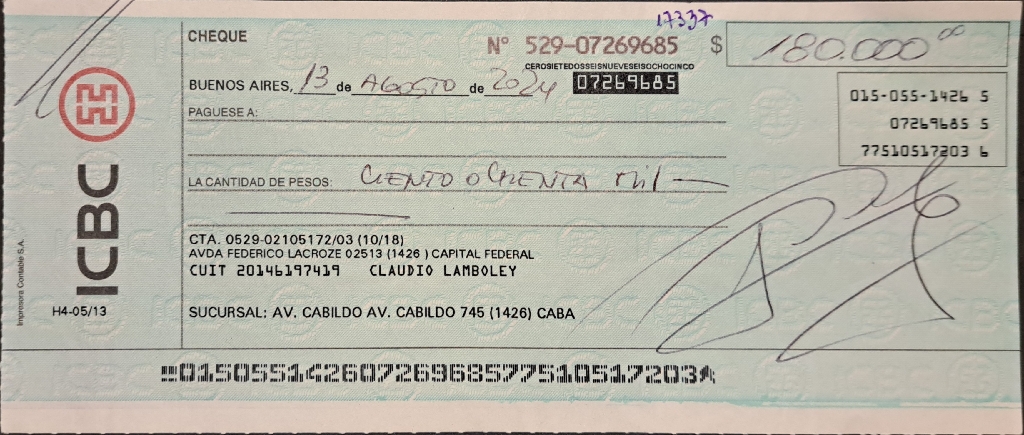 17337
CHEQUE
Nº 529-07269685 $ 180.000 00
CEROSIETEDOSSEISNUEVESEISOCHOCINCO
BUENOS AIRES, 13 de AGOSTO de 2024 07269685
015-055-1426 5
PAGUESE A:
07269685 5
77510517203 6
LA CANTIDAD DE PESOS: CIENTO OCHENTA mil
CTA. 0529-02105172/03 (10/18)
AVDA FEDERICO LACROZE 02513 (1426 ) CAPITAL FEDERAL
CUIT 20146197419 CLAUDIO LAMBOLEY
SUCURSAL: AV. CABILDO AV. CABILDO 745 (1426) CABA
ICBC
Impresora Contable S.A.
H4-05/13
01505514260726968577510517203